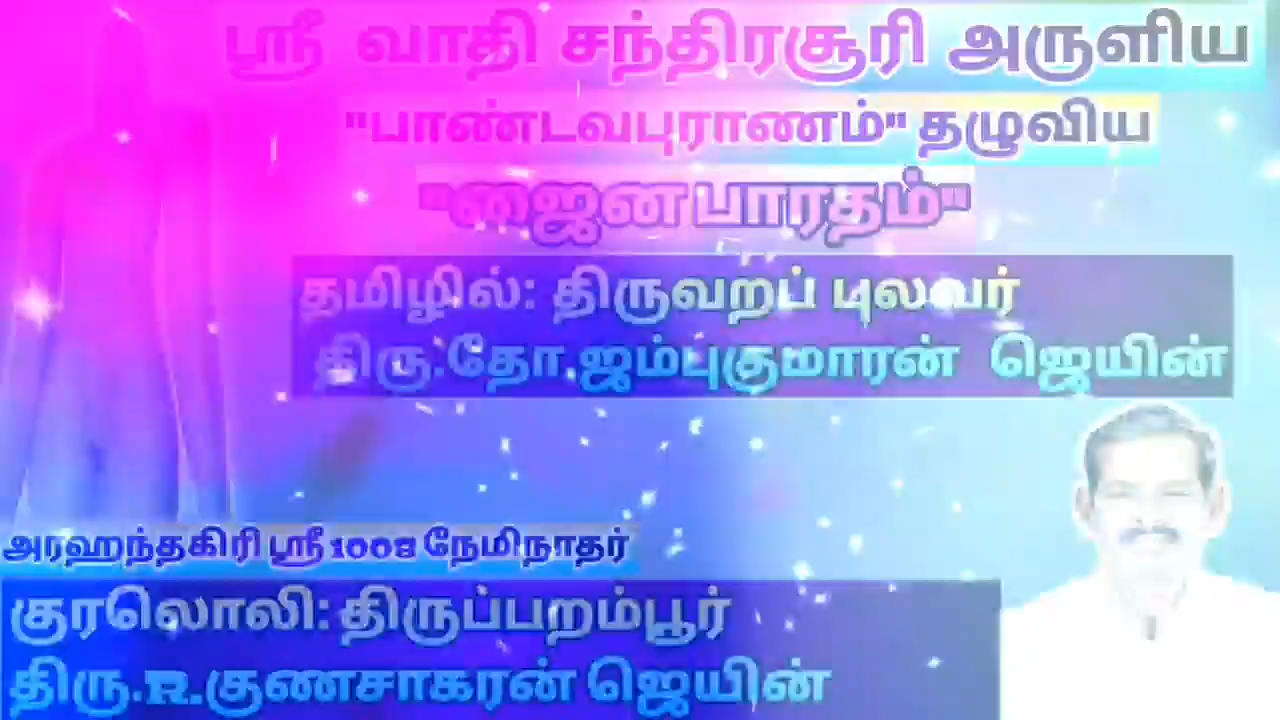 ஸ்ரீ வாதி சந்திரசூரி அருளிய
"பாண்டவபுராணம்" தழுவிய
"ஜைன பாரதம்"
தமிழில்: திருவறப் புலவர்
திரு.தோ.ஜம்புகுமாரன் ஜெயின்
அரஹந்தகிரி ஸ்ரீ 1008 நேமிநாதர்
குரலொலி: திருப்பறம்பூர்
திரு.R.குணசாகரன் ஜெயின்